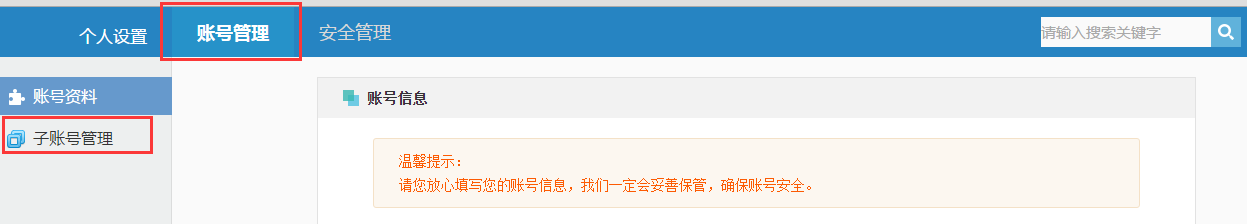 个人设置
账号管理
安全管理
请输入搜索关键字
账号资料
子账号管理
账号信息
温馨提示：
请您放心填写您的账号信息，我们一定会妥善保管，确保账号安全。